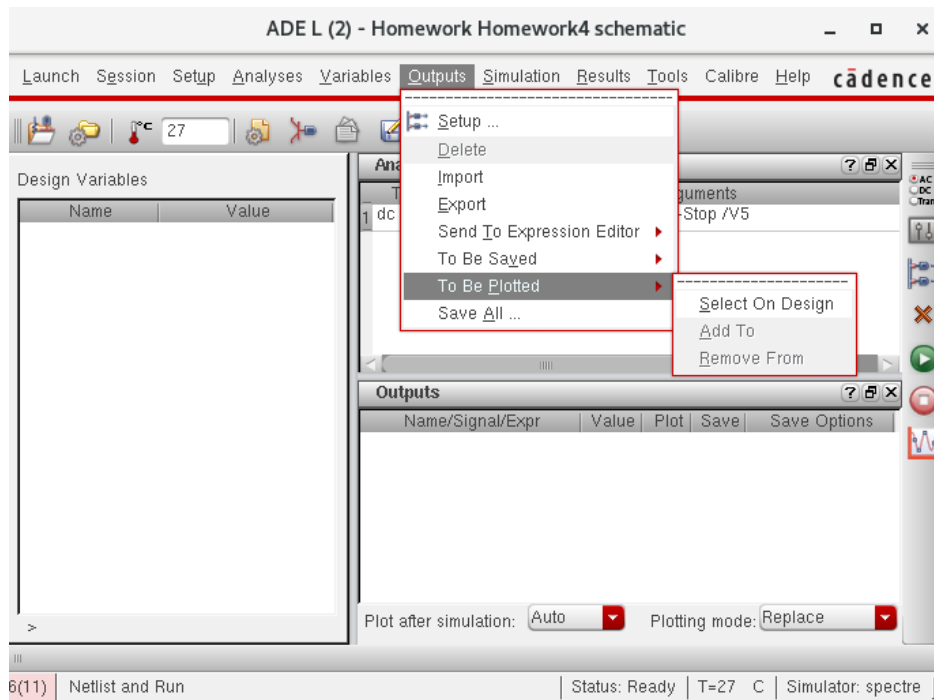 ADE L (2) - Homework Homework4 schematic
Launch Session Setup Analyses Variables Outputs Simulation Results Tools Calibre Help cādence
°C 27
Design Variables
Name Value
>
Ana
T guments
1 dc -Stop /V5
Setup ...
Delete
Import
Export
Send To Expression Editor
To Be Saved
To Be Plotted
Save All ...
Select On Design
Add To
Remove From
AC
DC
Tran
Outputs
Name/Signal/Expr Value Plot Save Save Options
Plot after simulation: Auto Plotting mode: Replace
6(11) Netlist and Run Status: Ready T=27 C Simulator: spectre